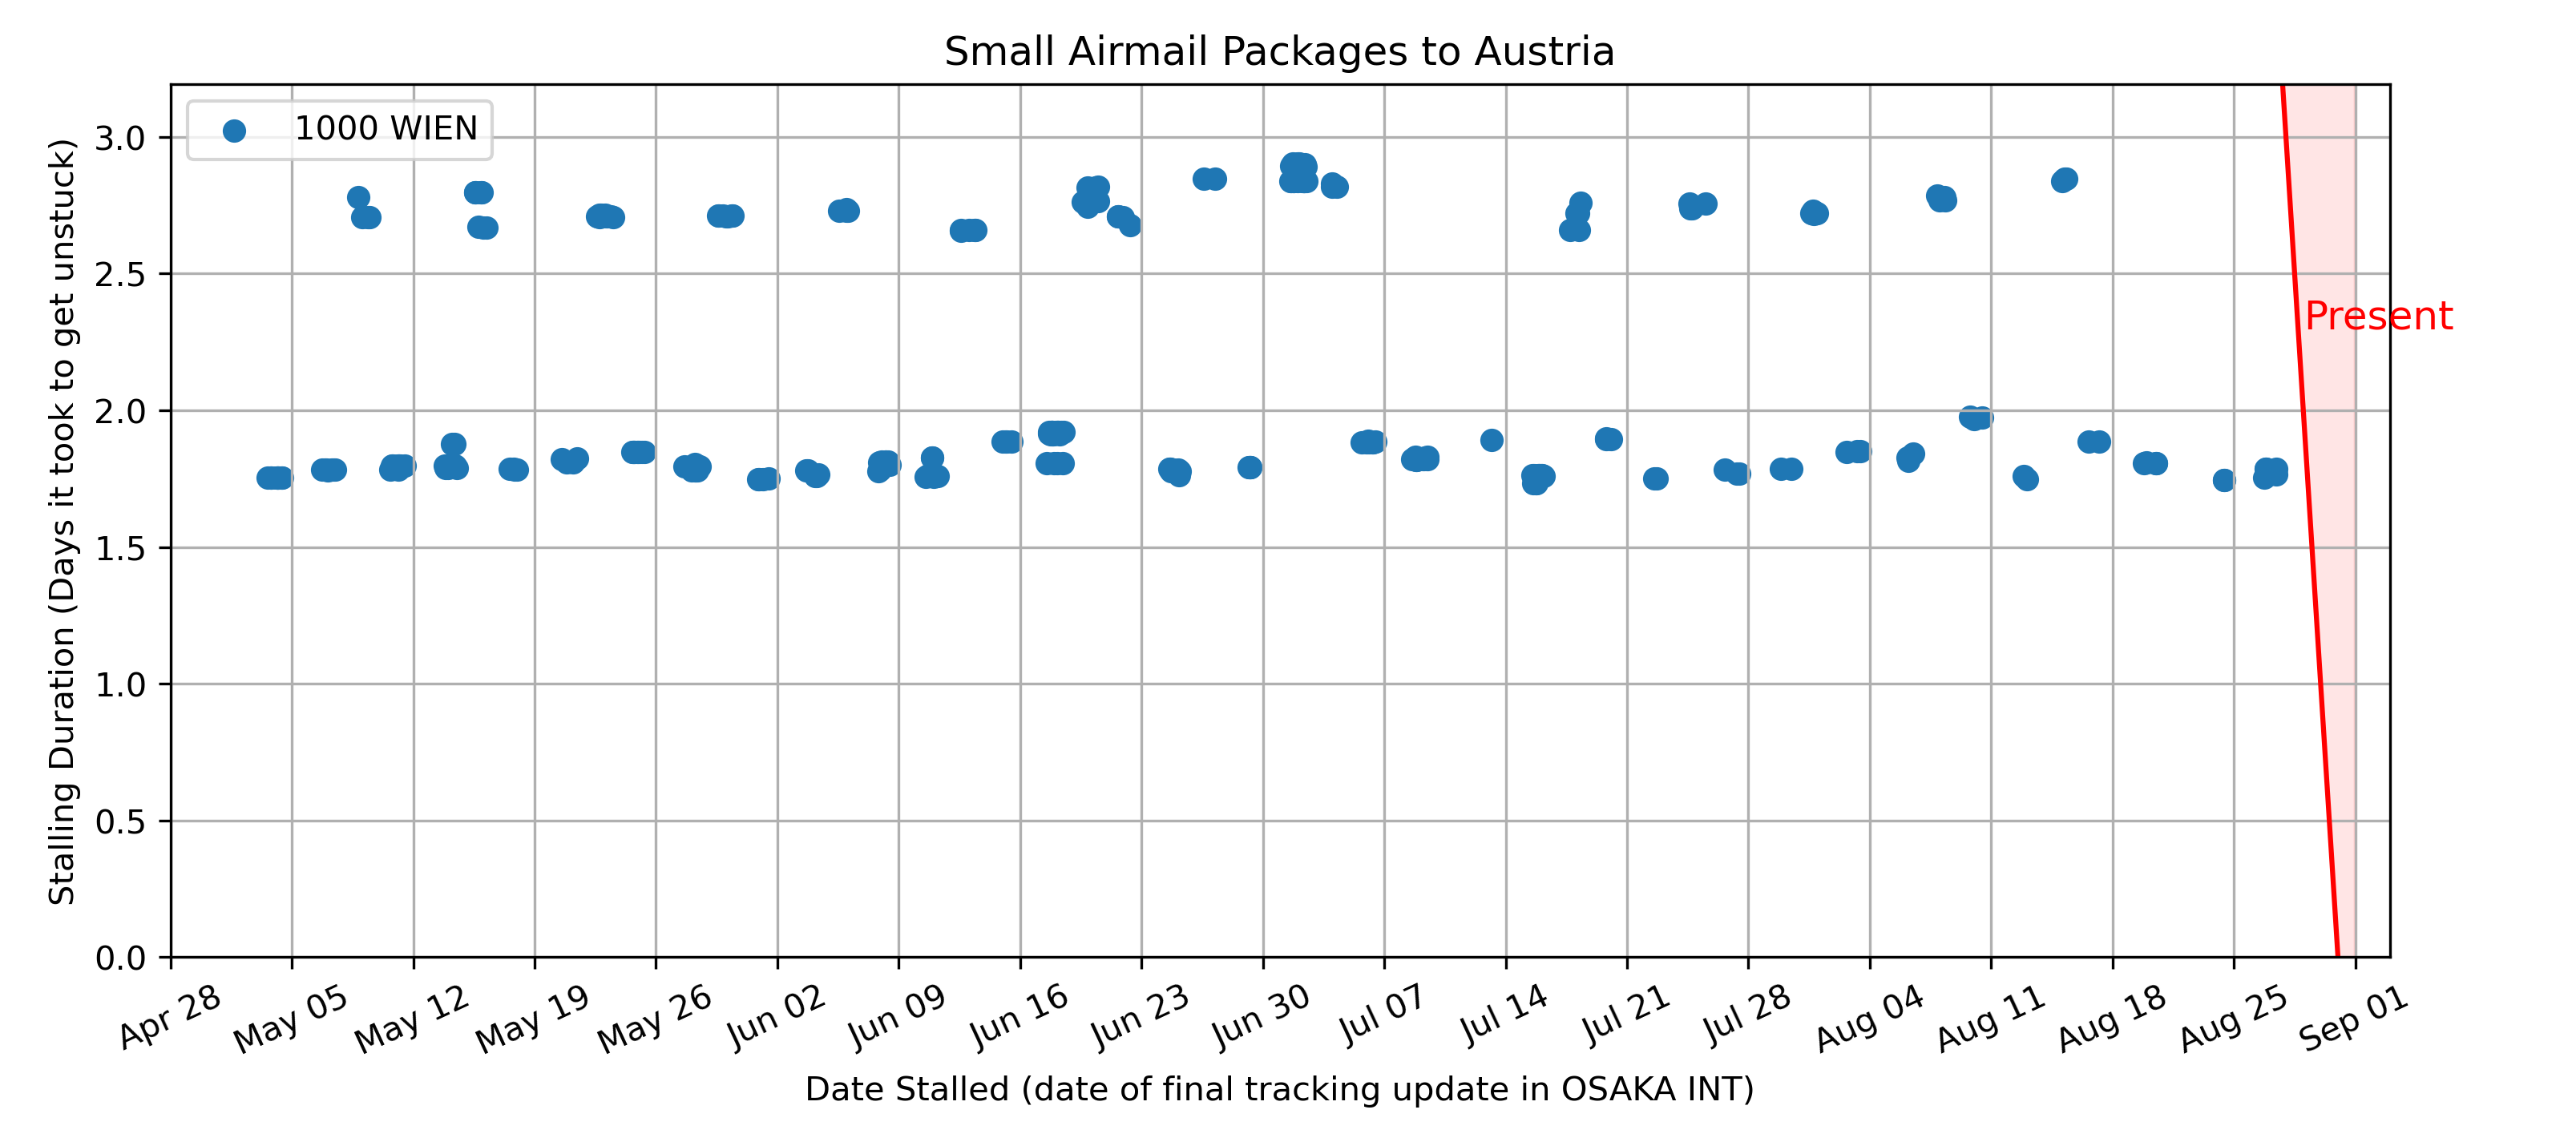 Small Airmail Packages to Austria
1000 WIEN
Stalling Duration (Days it took to get unstuck)
3.0
2.5
2.0
1.5
1.0
0.5
0.0
Present
Apr 28
May 05
May 12
May 19
May 26
Jun 02
Jun 09
Jun 16
Jun 23
Jun 30
Jul 07
Jul 14
Jul 21
Jul 28
Aug 04
Aug 11
Aug 18
Aug 25
Sep 01
Date Stalled (date of final tracking update in OSAKA INT)